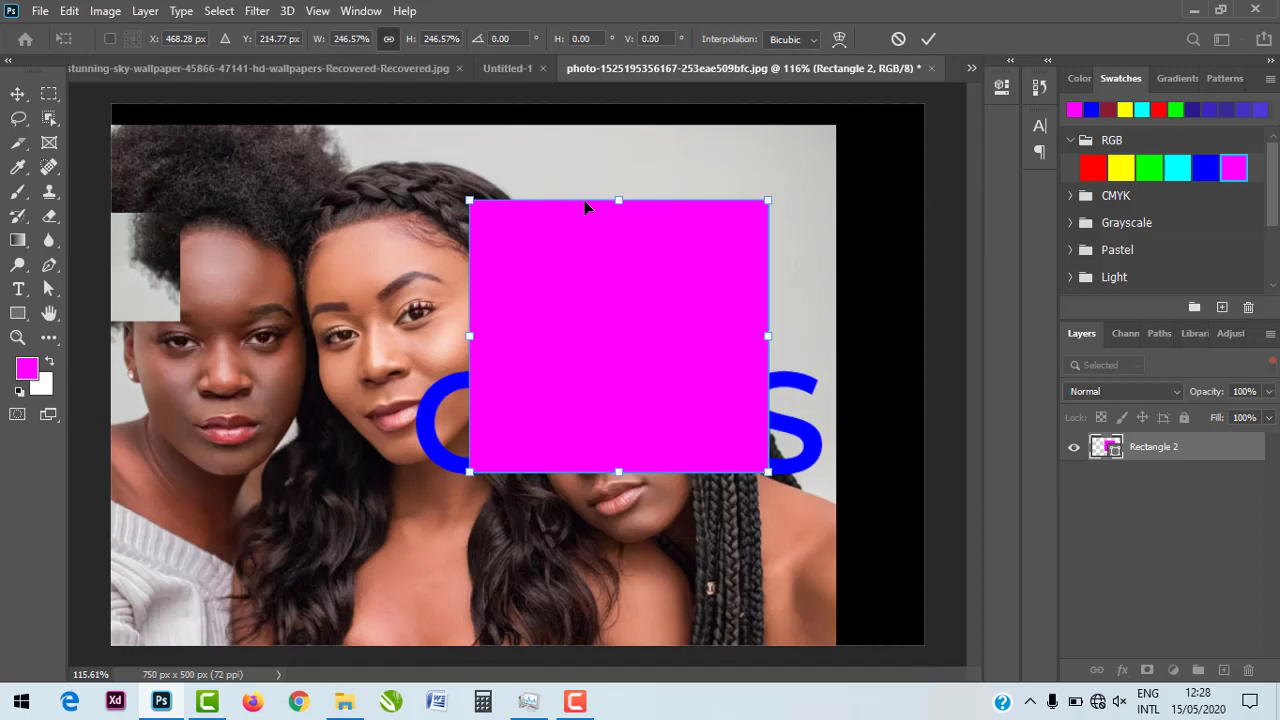 Ps File Edit Image Layer Type Select Filter 3D View Window Help
X: 468.28 px Y: 214.77 px W: 246.57% H: 246.57% 0.00 ° H: 0.00 ° V: 0.00 ° Interpolation: Bicubic
stunning-sky-wallpaper-45866-47141-hd-wallpapers-Recovered-Recovered.jpg × Untitled-1 × photo-1525195356167-253eae509bfc.jpg @ 116% (Rectangle 2, RGB/8) * ×
Color Swatches Gradients Patterns
RGB
CMYK
Grayscale
Pastel
Light
Layers Chann Paths Librari Adjust
Selected
Normal Opacity: 100%
Lock: Fill: 100%
Rectangle 2
s
115.61% 750 px x 500 px (72 ppi)
Xd Ps ENG 12:28
INTL 15/05/2020